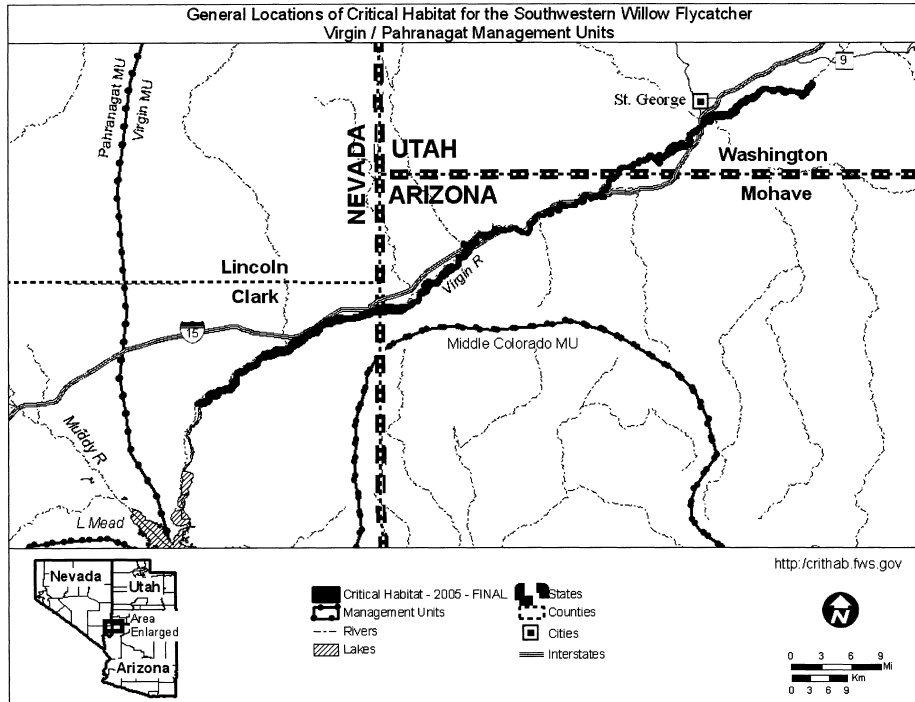 General Locations of Critical Habitat for the Southwestern Willow Flycatcher
Virgin / Pahranagat Management Units
9
St. George
Pahranagat MU
Virgin MU
NEVADA
UTAH
ARIZONA
Washington
Mohave
Lincoln
Clark
Virgin R
15
Middle Colorado MU
Muddy R
L Mead
Nevada
Utah
Area
Enlarged
Arizona
Critical Habitat - 2005 - FINAL
Management Units
Rivers
Lakes
States
Counties
Cities
Interstates
http:/crithab.fws.gov
N
0 3 6 9
Mi
Km
0 3 6 9